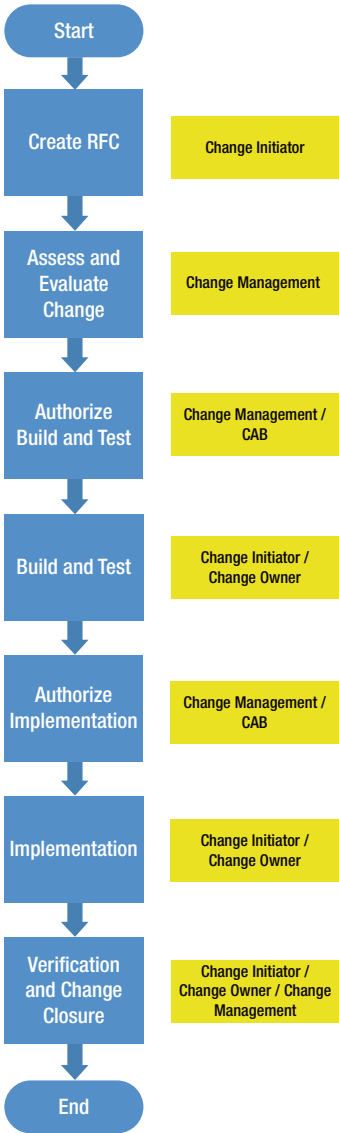 Start
Create RFC
Change Initiator
Assess and
Evaluate
Change
Change Management
Authorize
Build and Test
Change Management /
CAB
Build and Test
Change Initiator /
Change Owner
Authorize
Implementation
Change Management /
CAB
Implementation
Change Initiator /
Change Owner
Verification
and Change
Closure
Change Initiator /
Change Owner / Change
Management
End